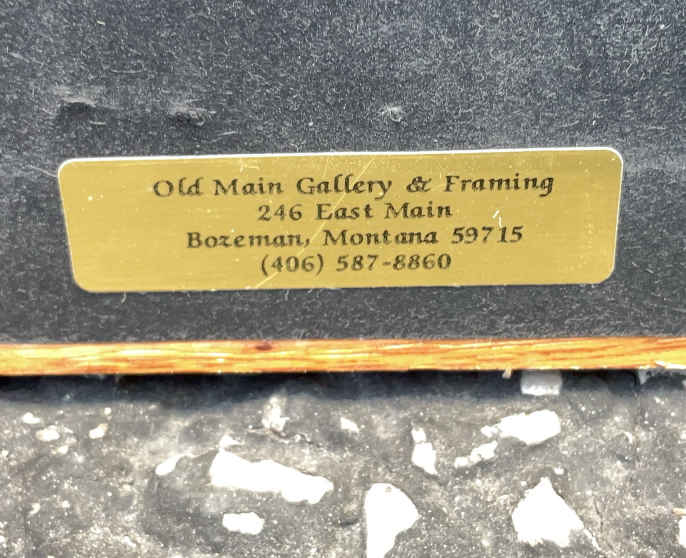 Old Main Gallery & Framing
246 East Main
Bozeman, Montana 59715
(406) 587-8860